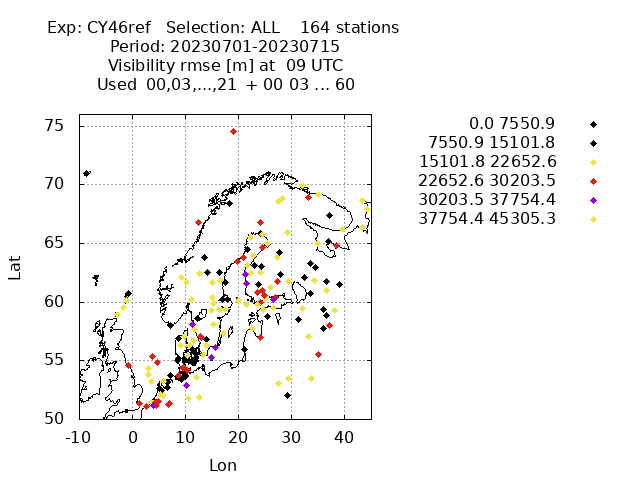 Exp: CY46ref   Selection: ALL    164 stations
Period: 20230701-20230715
Visibility rmse [m] at  09 UTC
Used  00,03,...,21  + 00 03 ... 60
0.0 7550.9
7550.9 15101.8
15101.8 22652.6
22652.6 30203.5
30203.5 37754.4
37754.4 45305.3
75
70
65
60
55
50
Lat
-10 0 10 20 30 40
Lon